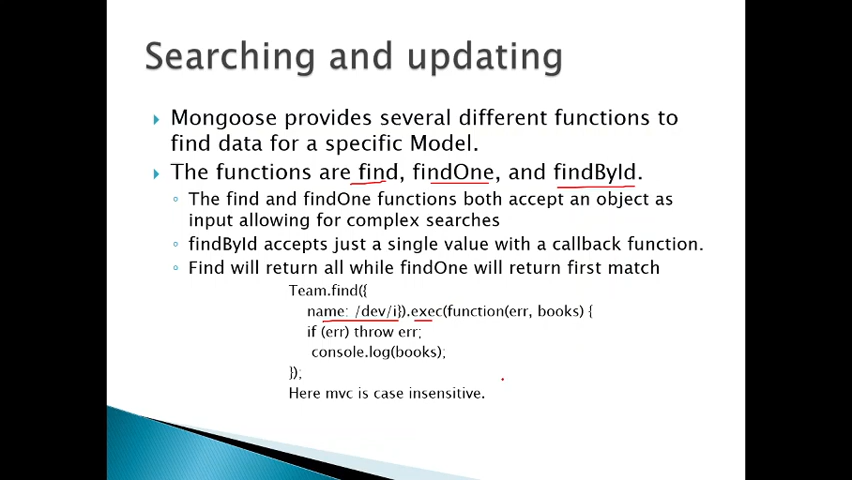 Searching and updating
Mongoose provides several different functions to
find data for a specific Model.
The functions are find, findOne, and findById.
The find and findOne functions both accept an object as
input allowing for complex searches
findById accepts just a single value with a callback function.
Find will return all while findOne will return first match
Team.find({
name: /dev/i}).exec(function(err, books) {
if (err) throw err;
console.log(books);
});
Here mvc is case insensitive.